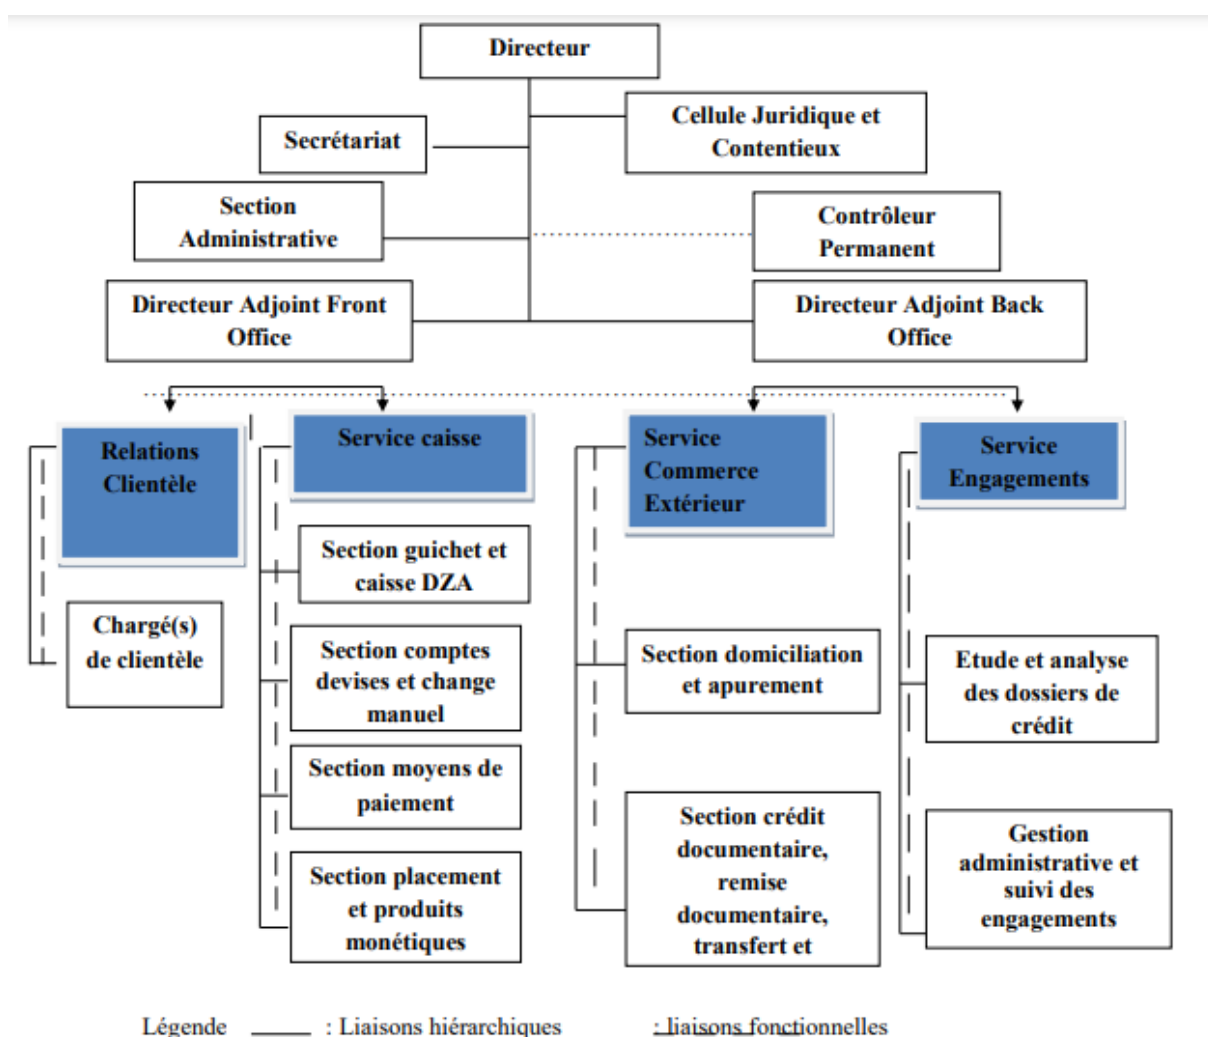 Directeur
Cellule Juridique et
Contentieux
Secrétariat
Section
Administrative
Contrôleur
Permanent
Directeur Adjoint Front
Office
Directeur Adjoint Back
Office
Relations
Clientèle
Service caisse
Service
Commerce
Extérieur
Service
Engagements
Chargé(s)
de clientèle
Section guichet et
caisse DZA
Section comptes
devises et change
manuel
Section moyens de
paiement
Section placement
et produits
monétiques
Section domiciliation
et apurement
Section crédit
documentaire,
remise
documentaire,
transfert et
Etude et analyse
des dossiers de
crédit
Gestion
administrative et
suivi des
engagements
Légende : Liaisons hiérarchiques : liaisons fonctionnelles